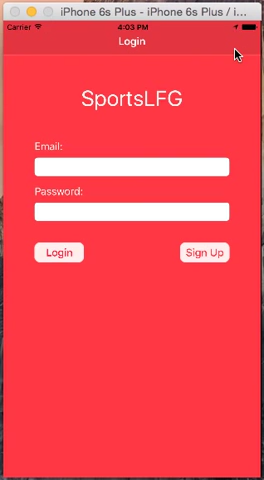 iPhone 6s Plus - iPhone 6s Plus / i...
Carrier 4:03 PM
Login
SportsLFG
Email:
Password:
Login Sign Up